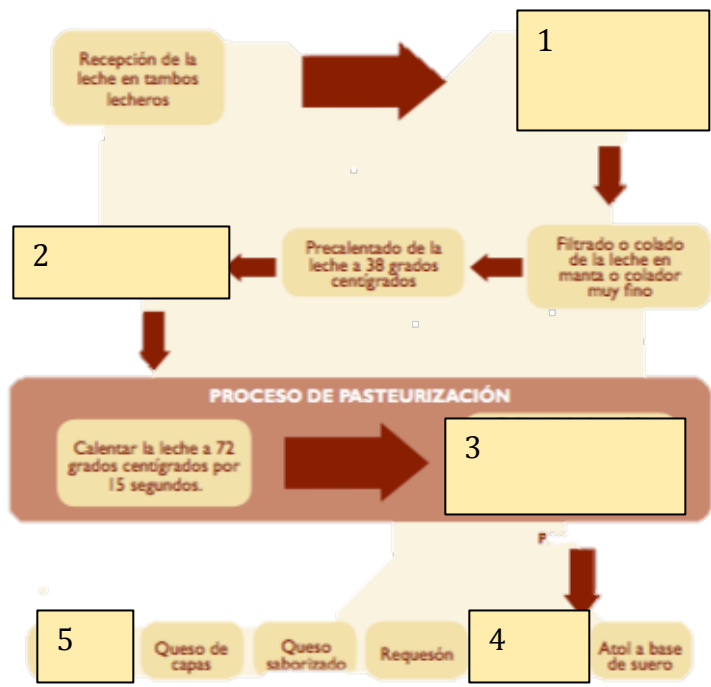 Recepción de la
leche en tambos
lecheros
1
2
Precalentado de la
leche a 38 grados
centígrados
Filtrado o colado
de la leche en
manta o colador
muy fino
PROCESO DE PASTEURIZACIÓN
Calentar la leche a 72
grados centígrados por
15 segundos.
3
5
Queso de
capas
Queso
saborizado
Requesón
4
Atol a base
de suero